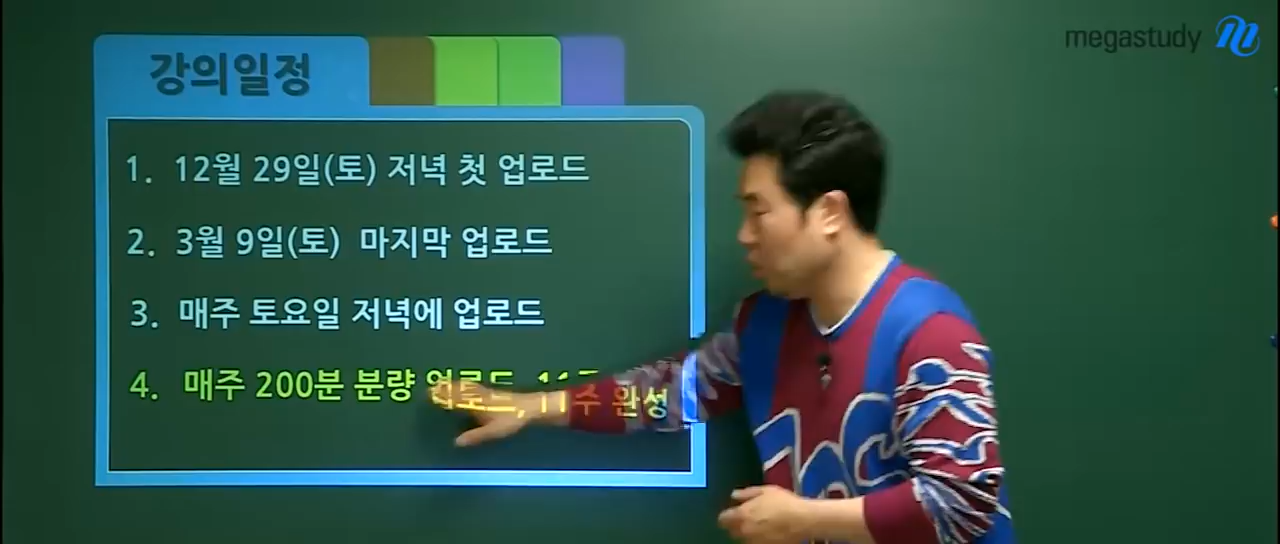 megastudy
강의일정
1. 12월 29일(토) 저녁 첫 업로드
2. 3월 9일(토) 마지막 업로드
3. 매주 토요일 저녁에 업로드
4. 매주 200분 분량 업로드, 11주 완성